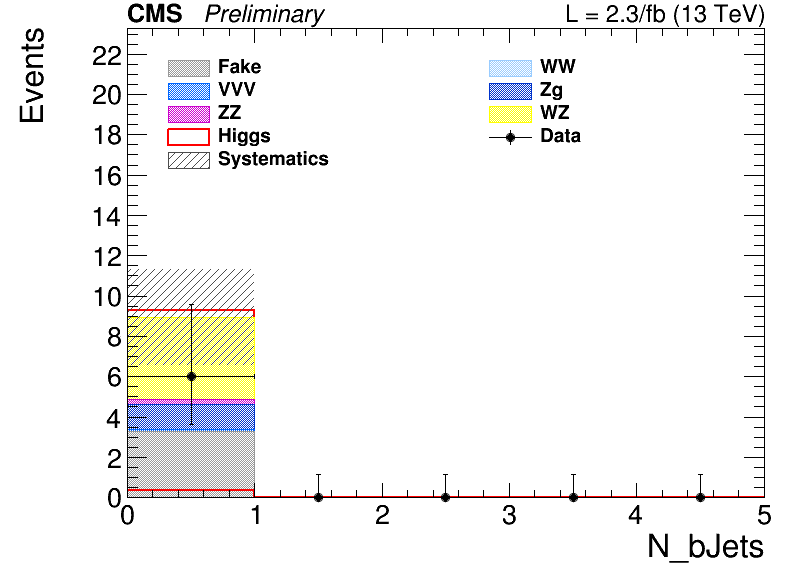 CMS Preliminary L = 2.3/fb (13 TeV)
Events
22
20
18
16
14
12
10
8
6
4
2
0
Fake
VVV
ZZ
Higgs
Systematics
WW
Zg
WZ
Data
0 1 2 3 4 5
N_bJets